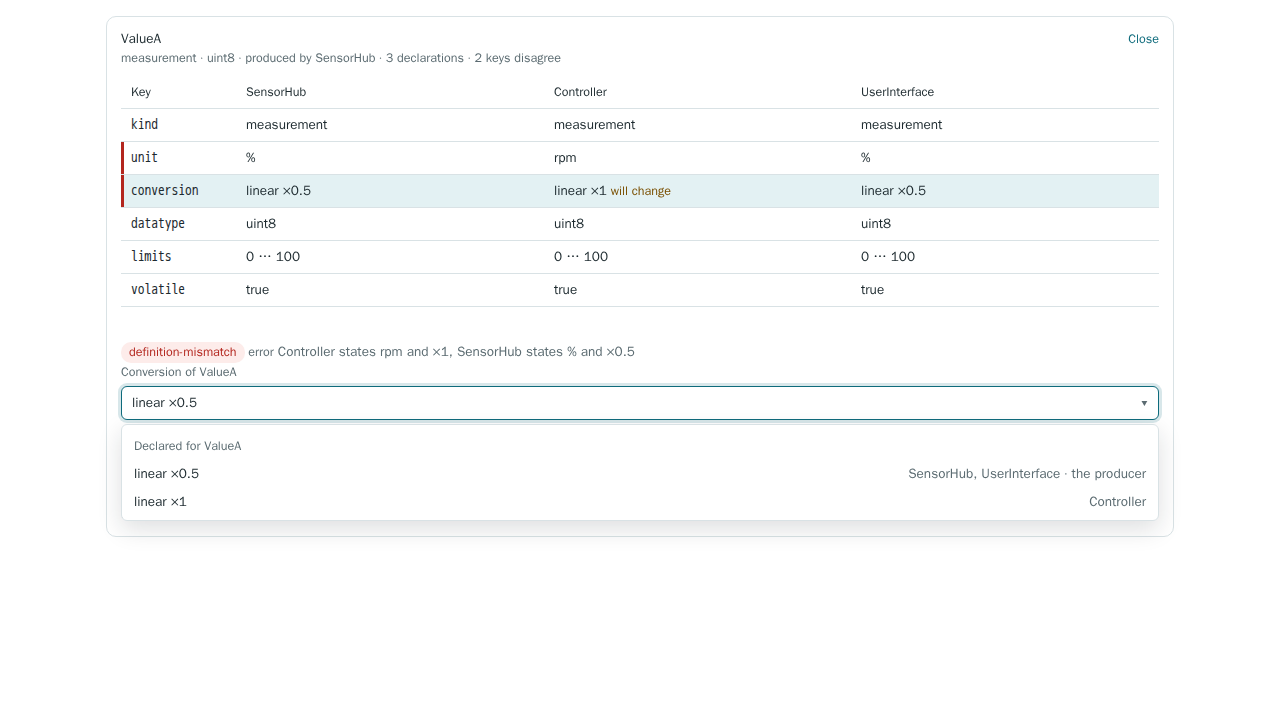 ValueA
Close
measurement · uint8 · produced by SensorHub · 3 declarations · 2 keys disagree
Key SensorHub Controller UserInterface
kind measurement measurement measurement
unit % rpm %
conversion linear ×0.5 linear ×1 will change linear ×0.5
datatype uint8 uint8 uint8
limits 0 ··· 100 0 ··· 100 0 ··· 100
volatile true true true
definition-mismatch error Controller states rpm and ×1, SensorHub states % and ×0.5
Conversion of ValueA
linear ×0.5 ▾
Declared for ValueA
linear ×0.5 SensorHub, UserInterface · the producer
linear ×1 Controller